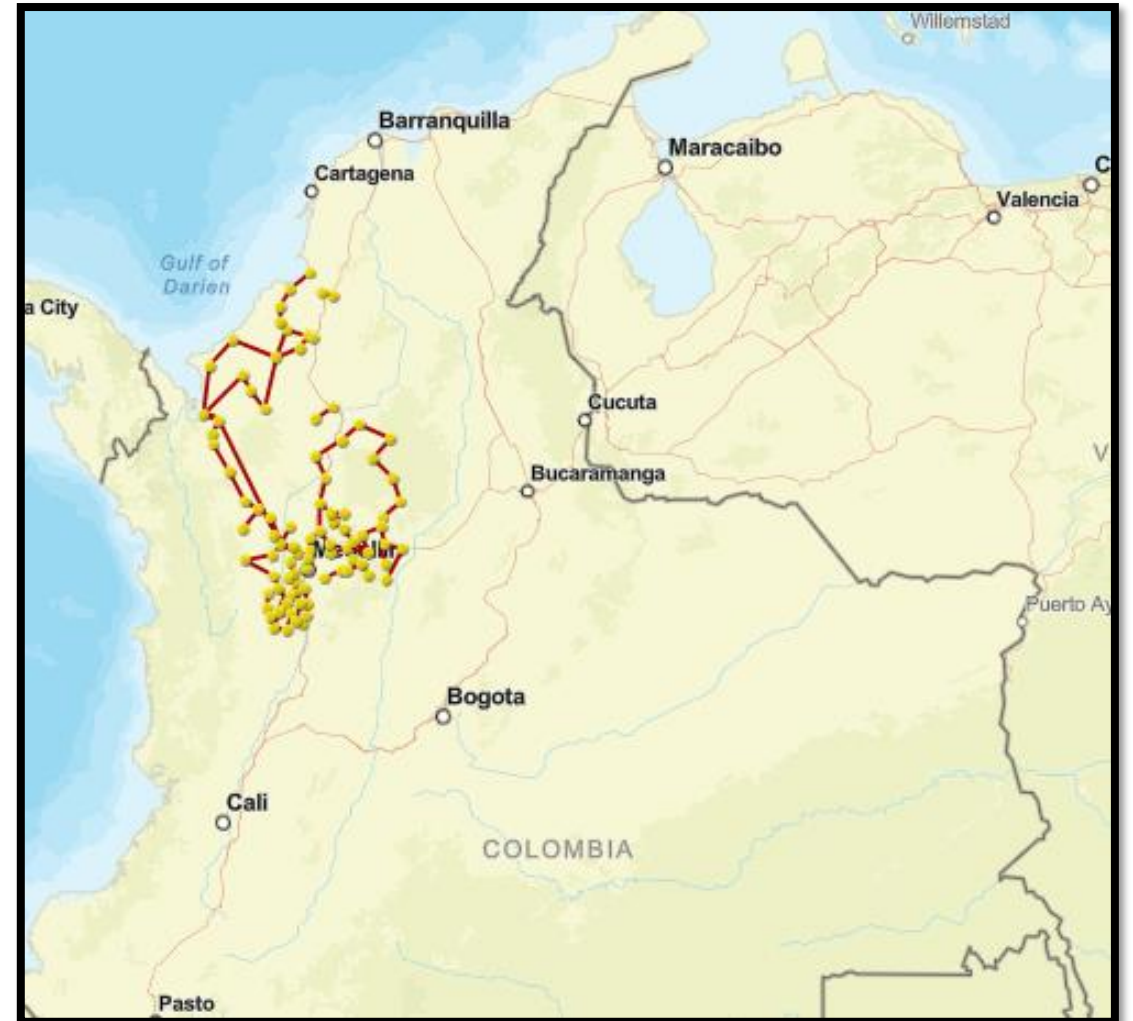 Willemstad
Barranquilla
Maracaibo
Cartagena
C
Valencia
Gulf of
Darien
a City
Cucuta
V
Bucaramanga
Puerto Ay
Bogota
Cali
COLOMBIA
Pasto